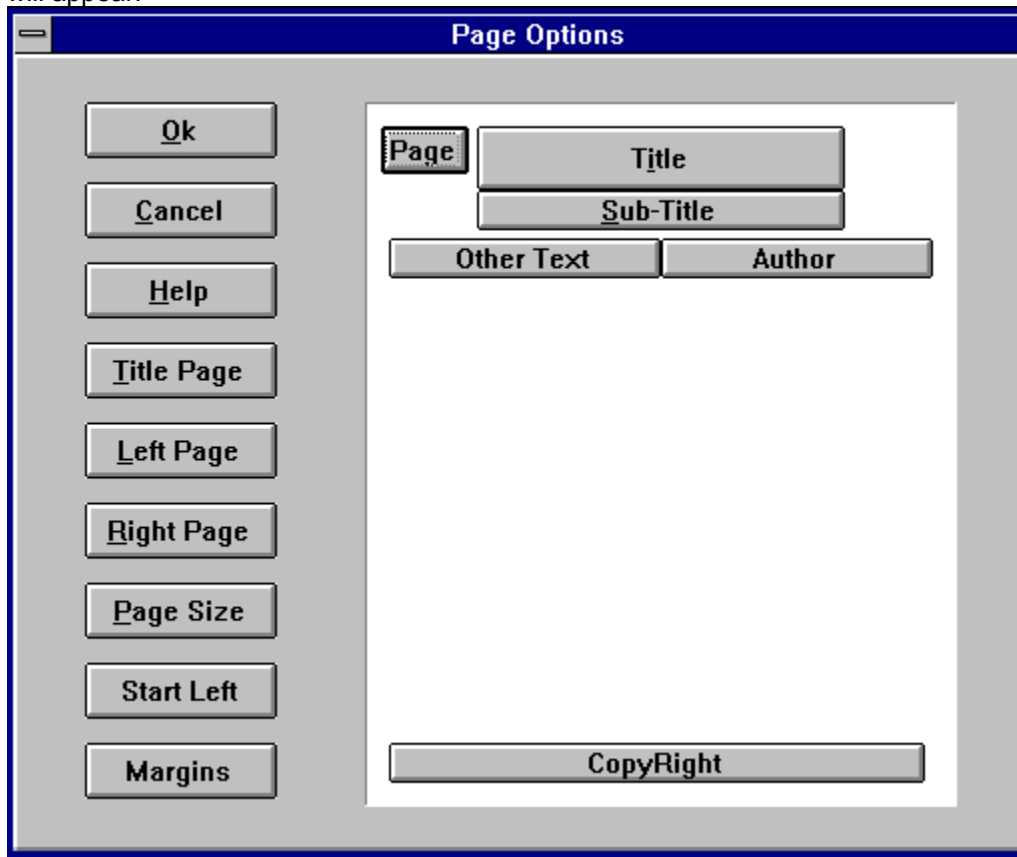 will appear.
Page Options
Ok
Cancel
Help
Title Page
Left Page
Right Page
Page Size
Start Left
Margins
Page
Title
Sub-Title
Other Text
Author
CopyRight